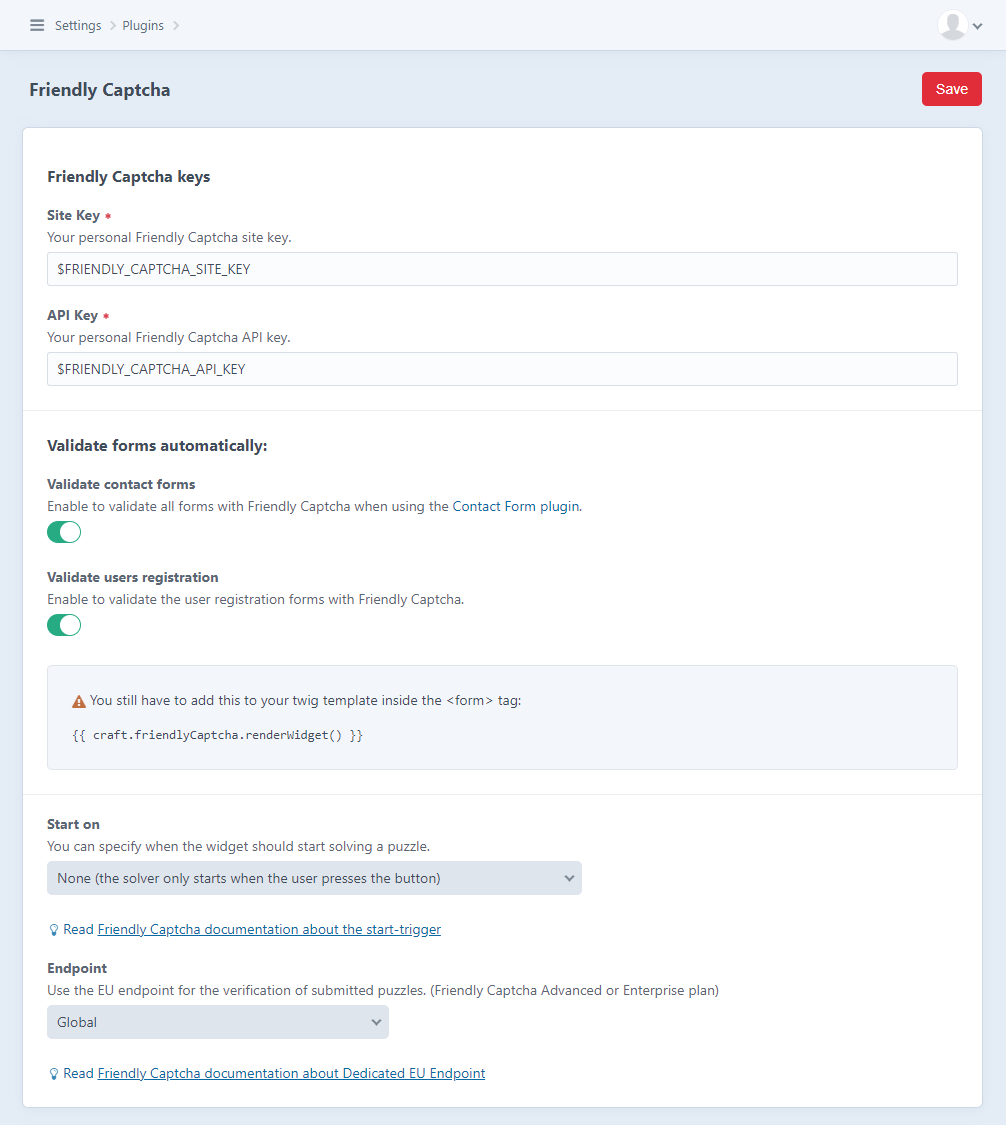 Settings
Plugins
Friendly Captcha
Save
Friendly Captcha keys
Site Key *
Your personal Friendly Captcha site key.
$FRIENDLY_CAPTCHA_SITE_KEY
API Key *
Your personal Friendly Captcha API key.
$FRIENDLY_CAPTCHA_API_KEY
Validate forms automatically:
Validate contact forms
Enable to validate all forms with Friendly Captcha when using the Contact Form plugin.
Validate users registration
Enable to validate the user registration forms with Friendly Captcha.
You still have to add this to your twig template inside the <form> tag:
{{ craft.friendlyCaptcha.renderWidget() }}
Start on
You can specify when the widget should start solving a puzzle.
None (the solver only starts when the user presses the button)
Read Friendly Captcha documentation about the start-trigger
Endpoint
Use the EU endpoint for the verification of submitted puzzles. (Friendly Captcha Advanced or Enterprise plan)
Global
Read Friendly Captcha documentation about Dedicated EU Endpoint